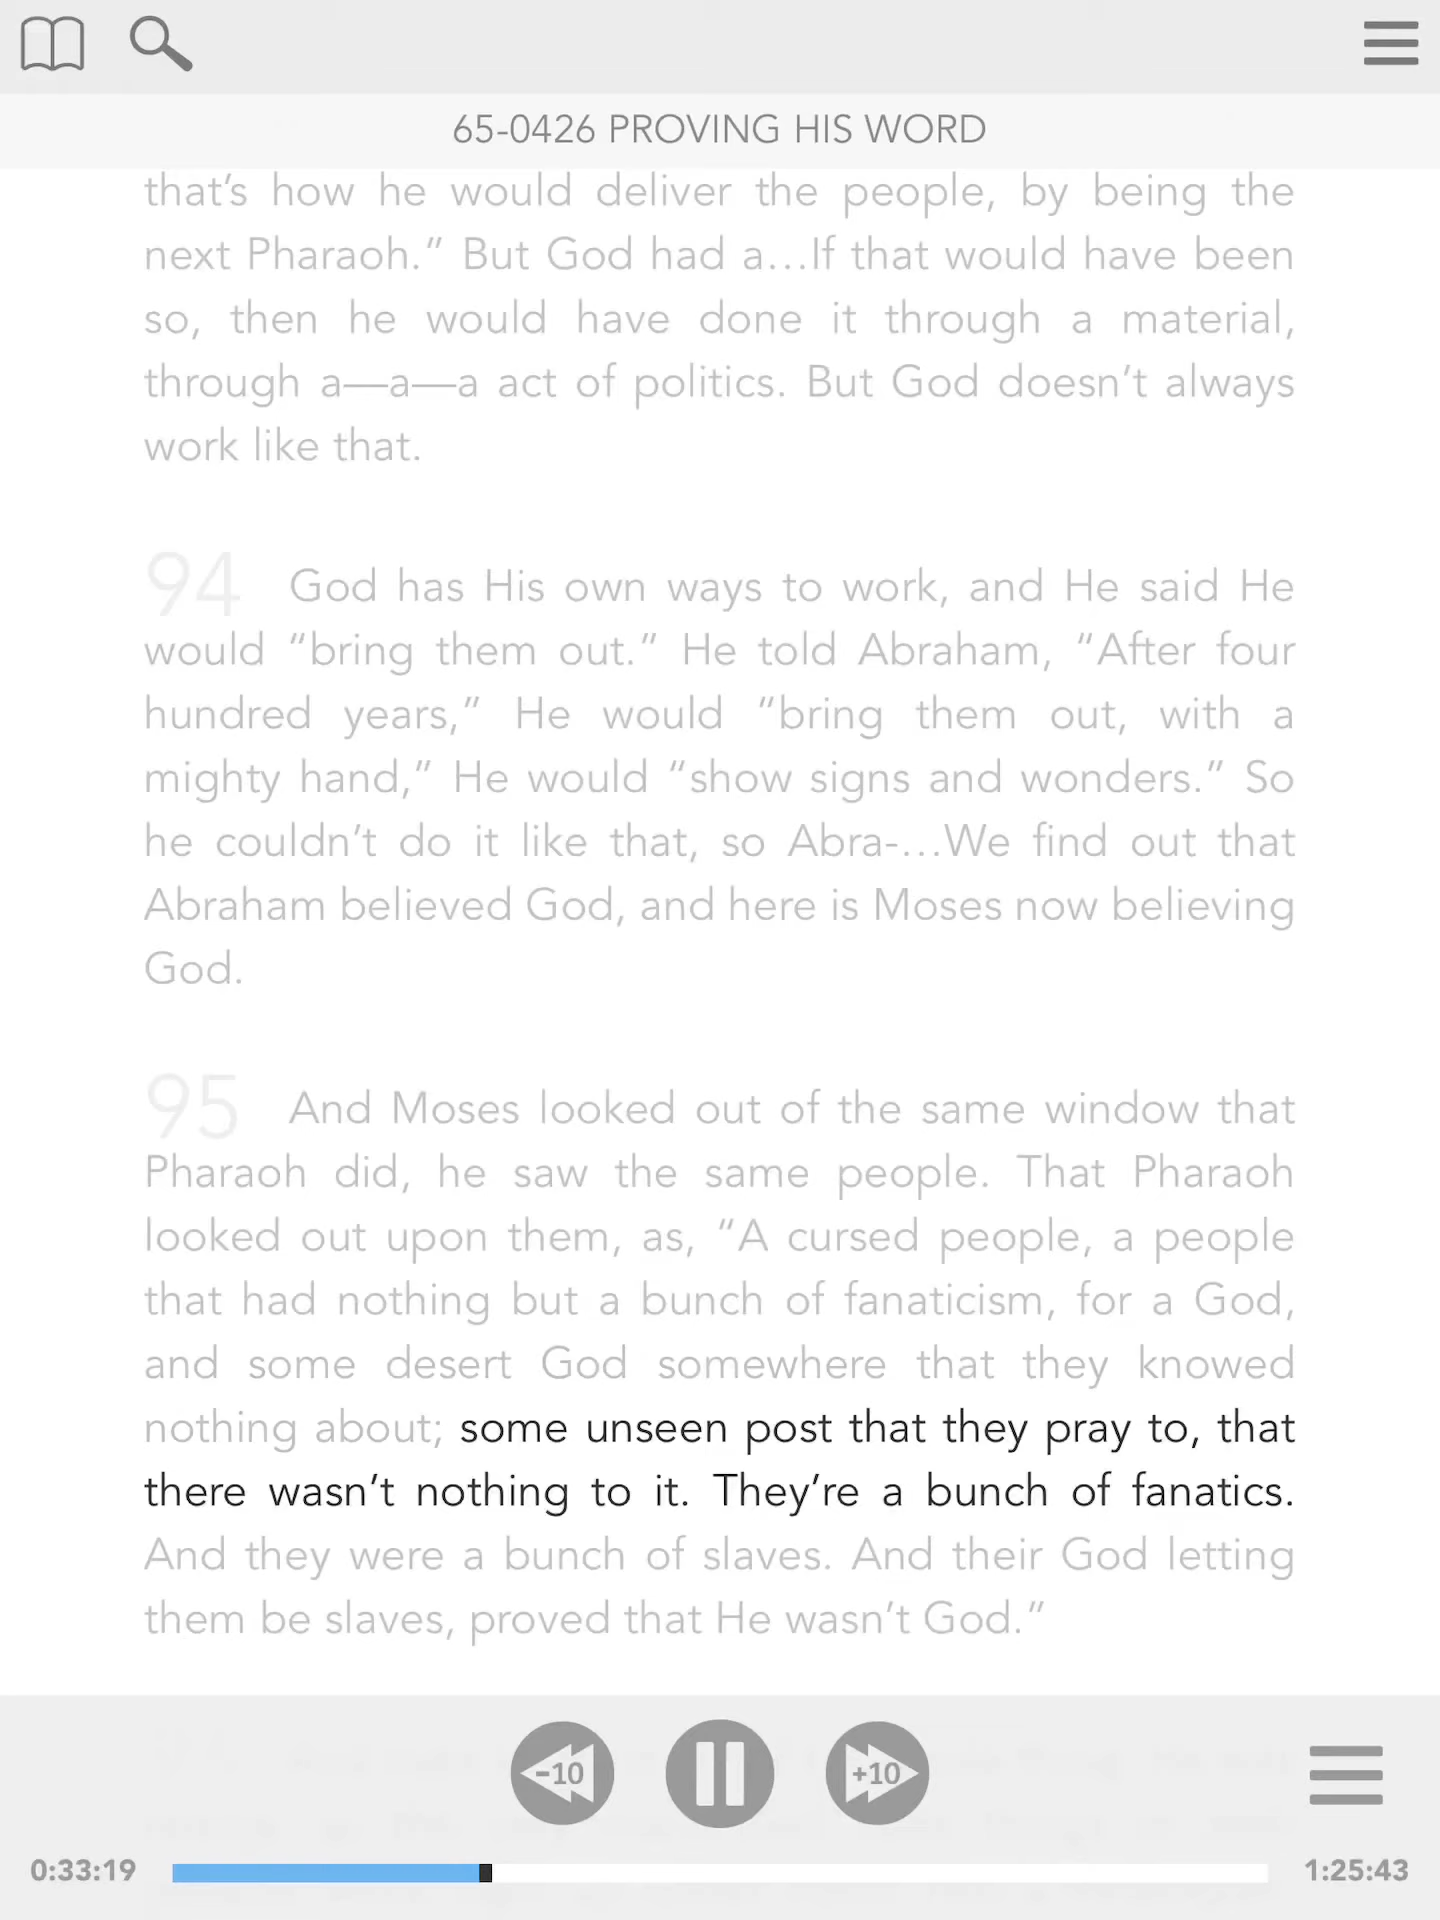 65-0426 PROVING HIS WORD
that’s how he would deliver the people, by being the
next Pharaoh.” But God had a…If that would have been
so, then he would have done it through a material,
through a—a—a act of politics. But God doesn’t always
work like that.
94 God has His own ways to work, and He said He
would “bring them out.” He told Abraham, “After four
hundred years,” He would “bring them out, with a
mighty hand,” He would “show signs and wonders.” So
he couldn’t do it like that, so Abra-…We find out that
Abraham believed God, and here is Moses now believing
God.
95 And Moses looked out of the same window that
Pharaoh did, he saw the same people. That Pharaoh
looked out upon them, as, “A cursed people, a people
that had nothing but a bunch of fanaticism, for a God,
and some desert God somewhere that they knowed
nothing about; some unseen post that they pray to, that
there wasn’t nothing to it. They’re a bunch of fanatics.
And they were a bunch of slaves. And their God letting
them be slaves, proved that He wasn’t God.”
-10 +10
0:33:19 1:25:43